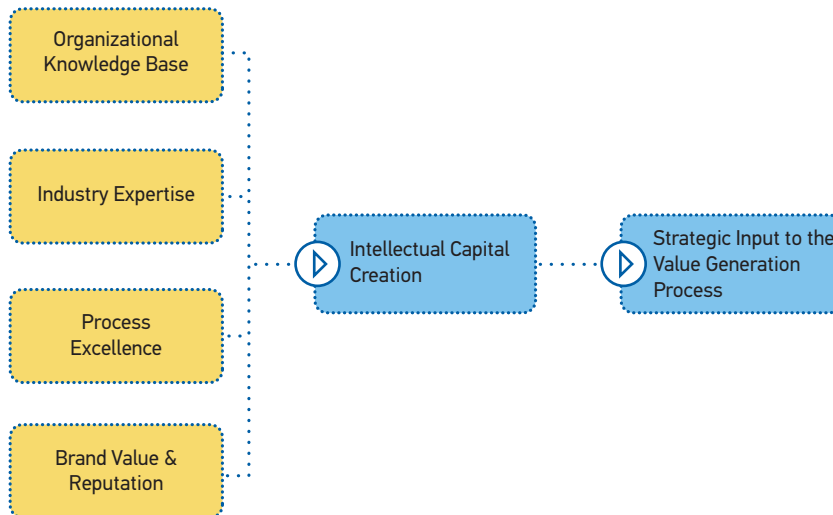 Organizational
Knowledge Base
Industry Expertise
Process
Excellence
Brand Value &
Reputation
Intellectual Capital
Creation
Strategic Input to the
Value Generation
Process